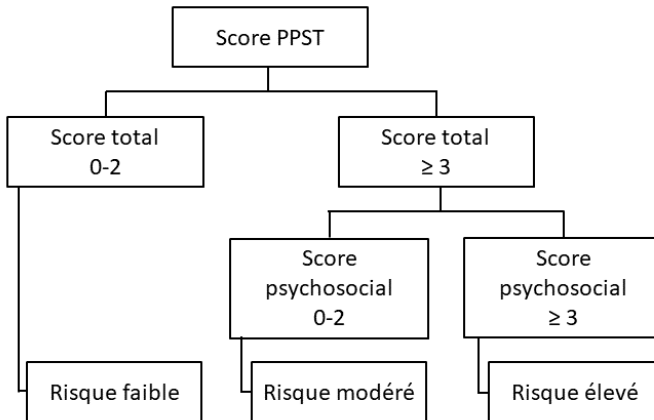 Score PPST
Score total
0-2
Score total
≥ 3
Score
psychosocial
0-2
Score
psychosocial
≥ 3
Risque faible
Risque modéré
Risque élevé